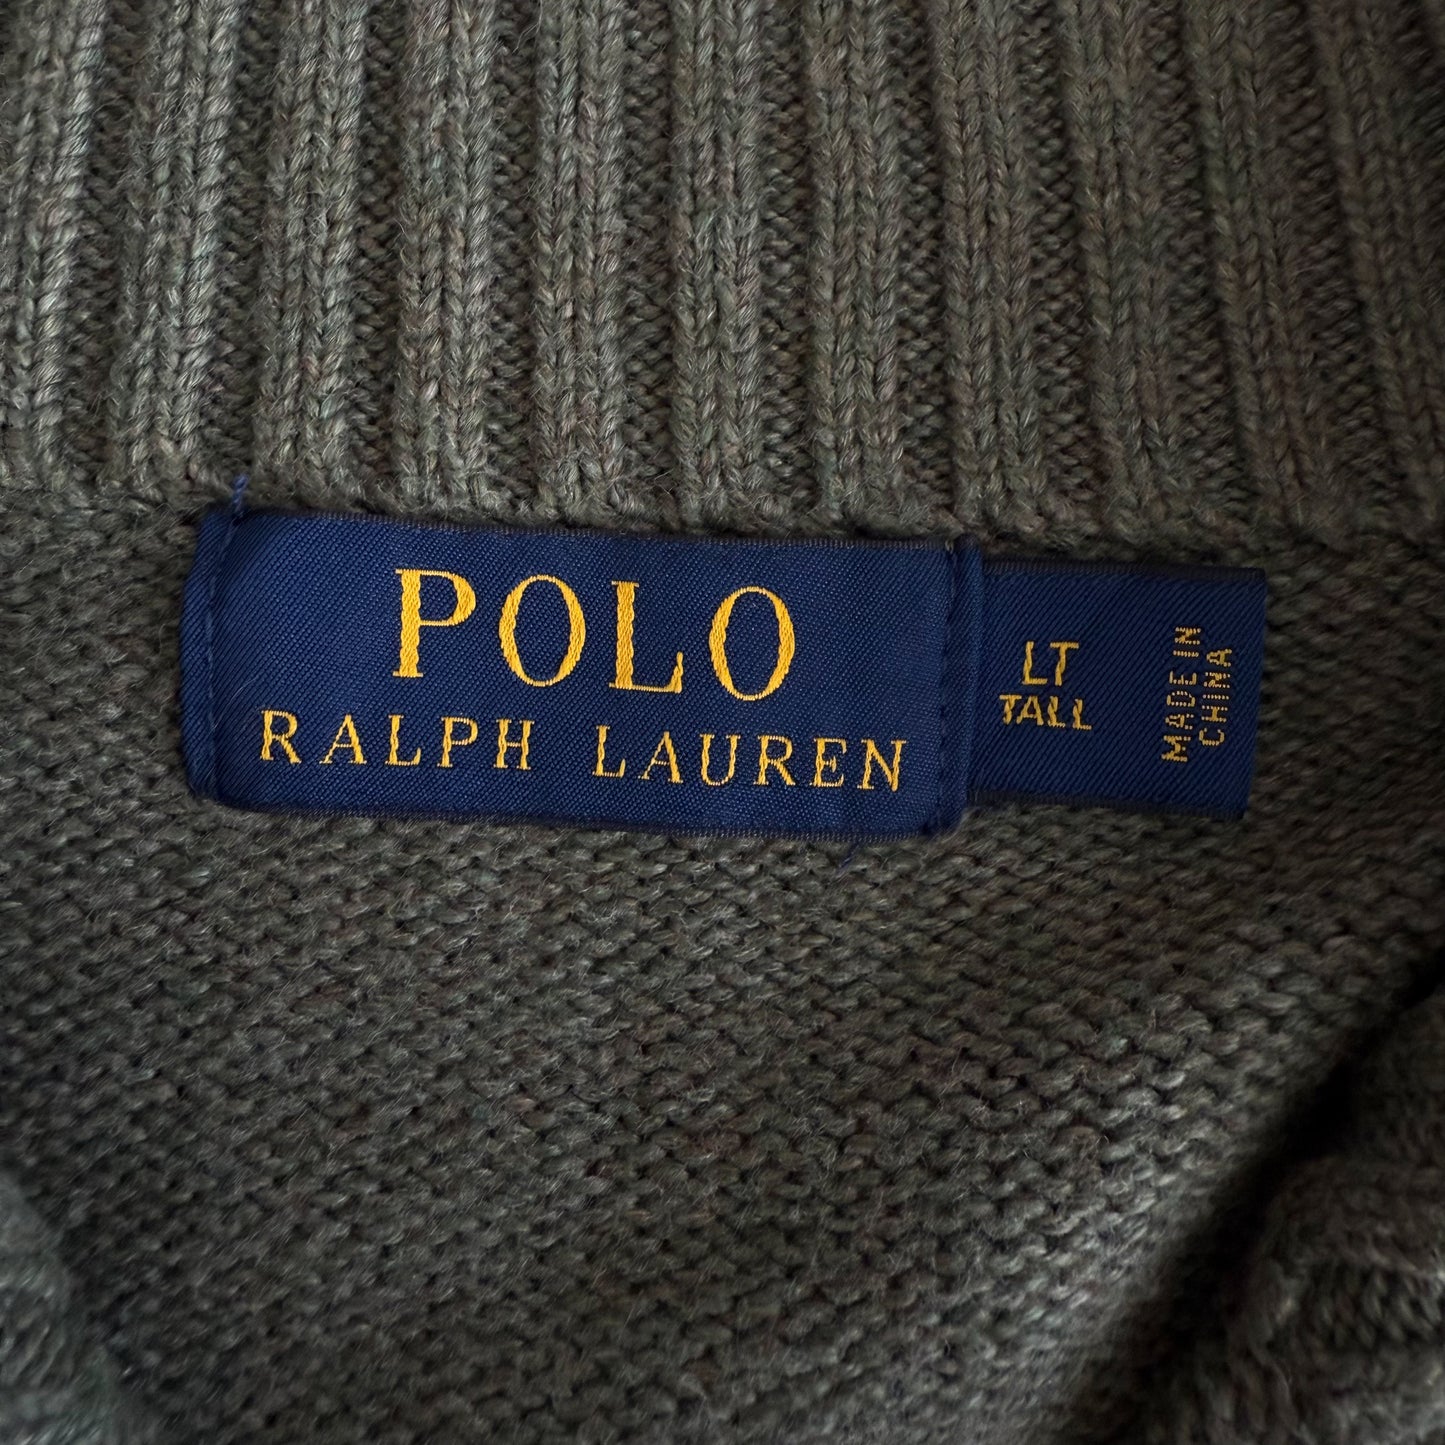 POLO
RALPH LAUREN
LT
TALL
MADE IN
CHINA